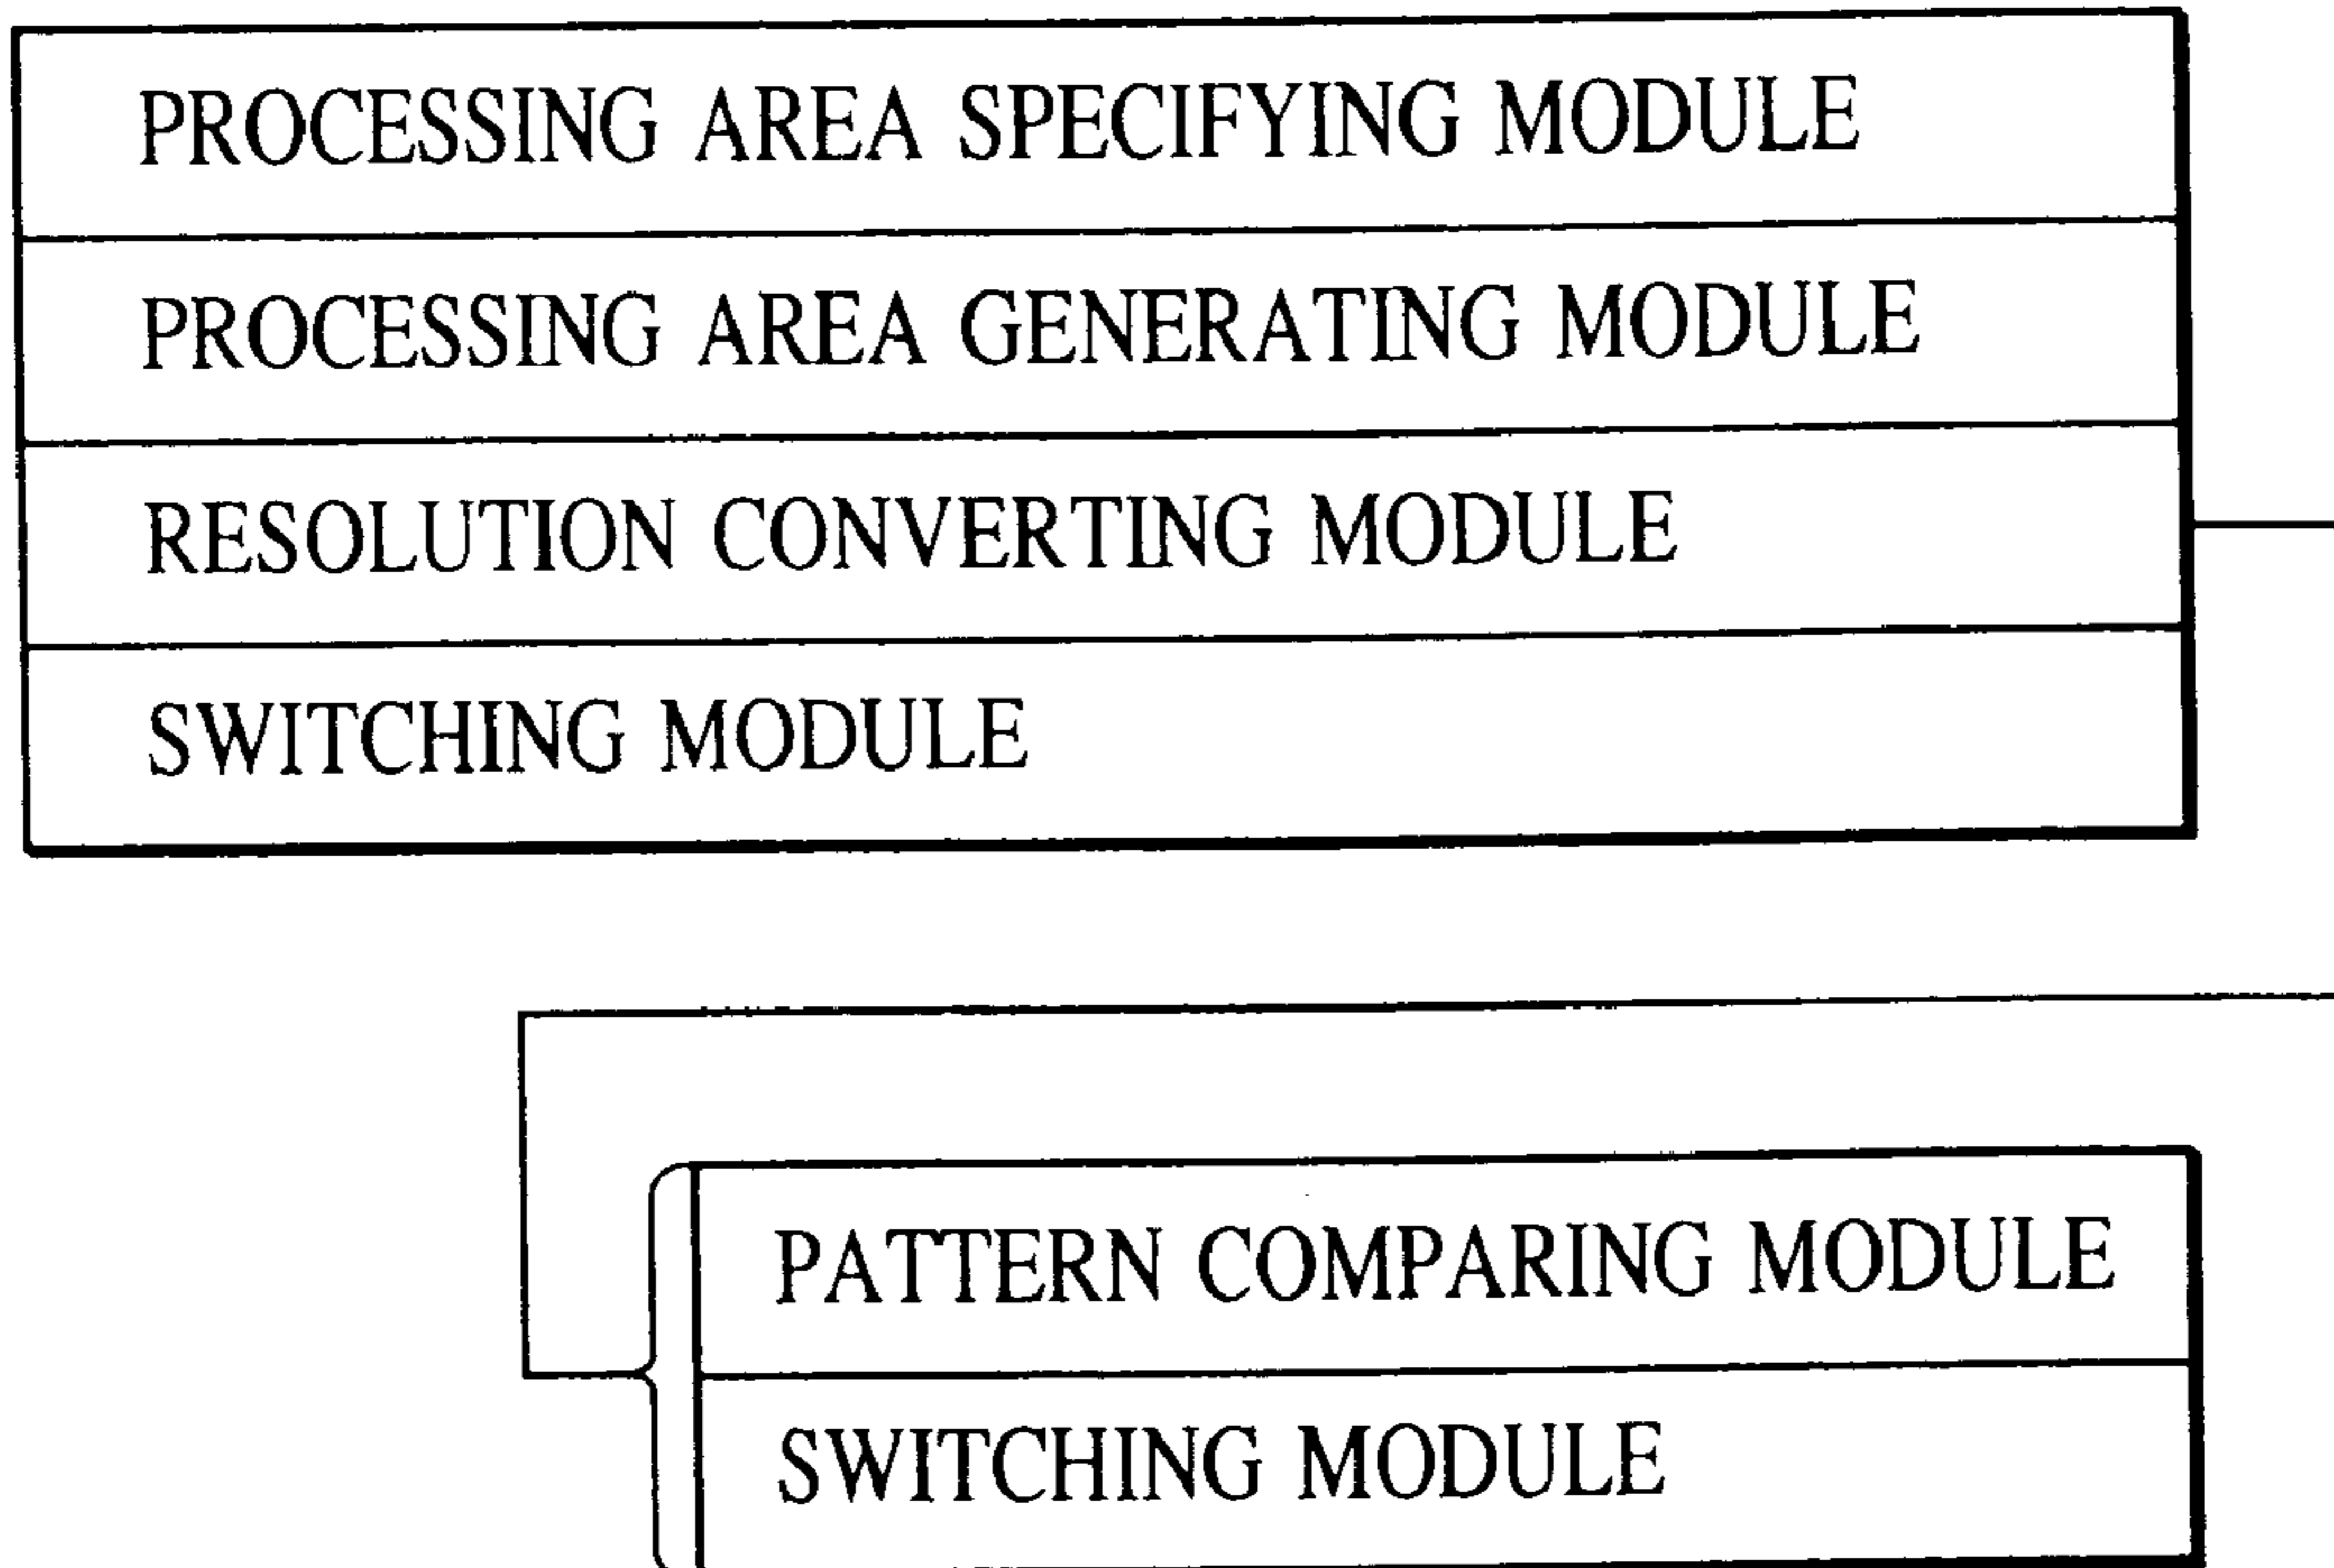 PROCESSING AREA SPECIFYING MODULE
PROCESSING AREA GENERATING MODULE
RESOLUTION CONVERTING MODULE
SWITCHING MODULE
PATTERN COMPARING MODULE
SWITCHING MODULE